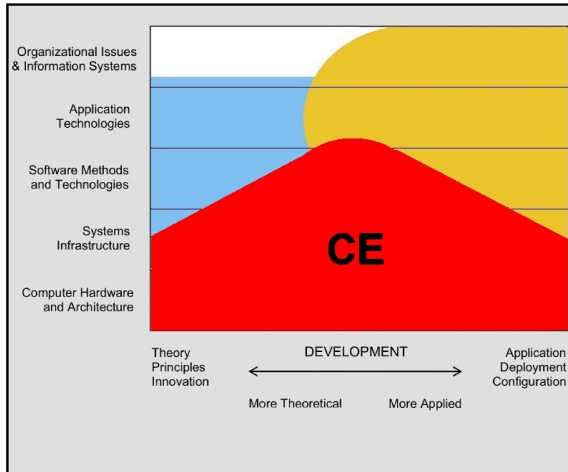 Organizational Issues
& Information Systems
Application
Technologies
Software Methods
and Technologies
Systems
Infrastructure
Computer Hardware
and Architecture
CE
Theory
Principles
Innovation
DEVELOPMENT
Application
Deployment
Configuration
More Theoretical
More Applied